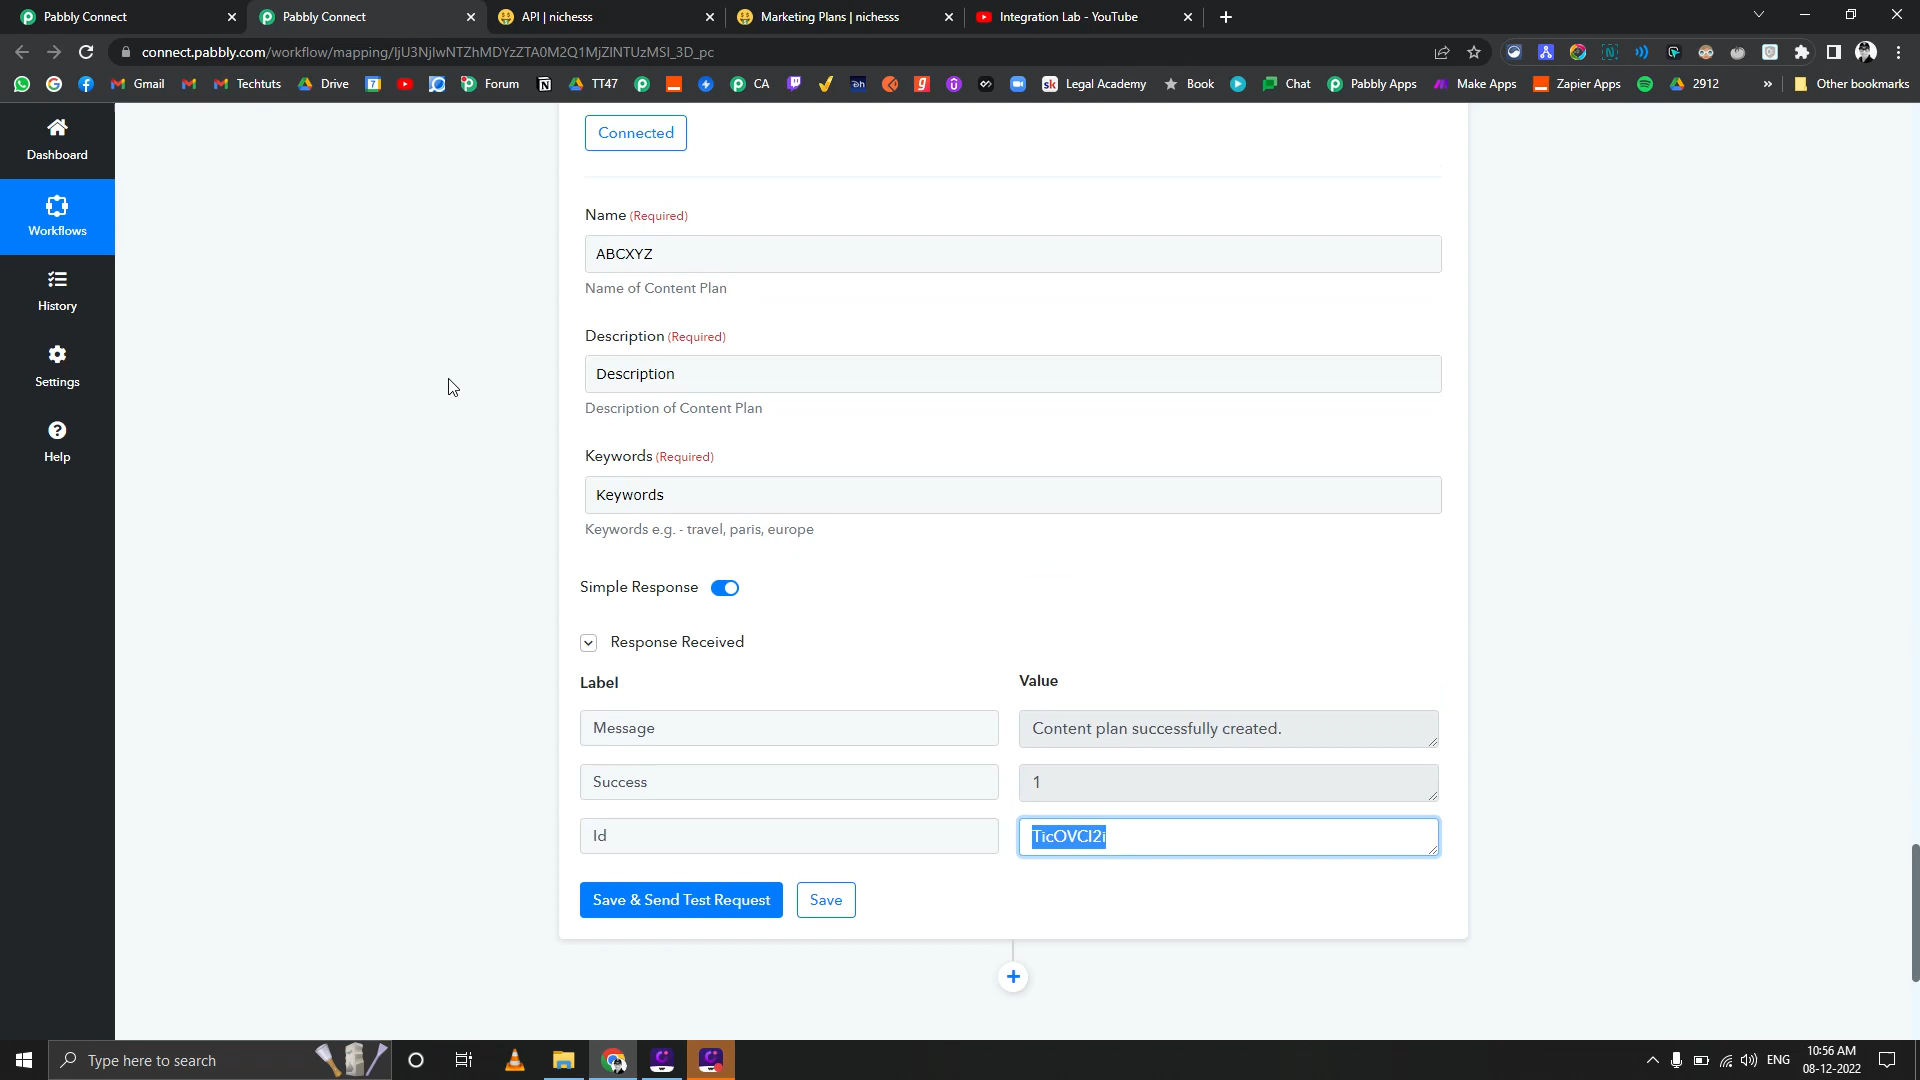 Pabbly Connect
Pabbly Connect
API | nichesss
Marketing Plans | nichesss
Integration Lab - YouTube
connect.pabbly.com/workflow/mapping/IjU3NjIwNTZhMDYzZTA0M2Q1MjZlNTUzMSI_3D_pc
Gmail
Techtuts
Drive
Forum
TT47
CA
Legal Academy
Book
Chat
Pabbly Apps
Make Apps
Zapier Apps
2912
»
Other bookmarks
Dashboard
Workflows
History
Settings
Help
Connected
Name (Required)
ABCXYZ
Name of Content Plan
Description (Required)
Description
Description of Content Plan
Keywords (Required)
Keywords
Keywords e.g. - travel, paris, europe
Simple Response
Response Received
Label
Value
Message
Content plan successfully created.
Success
1
Id
TicOVCI2i
Save & Send Test Request
Save
Type here to search
ENG
10:56 AM
08-12-2022